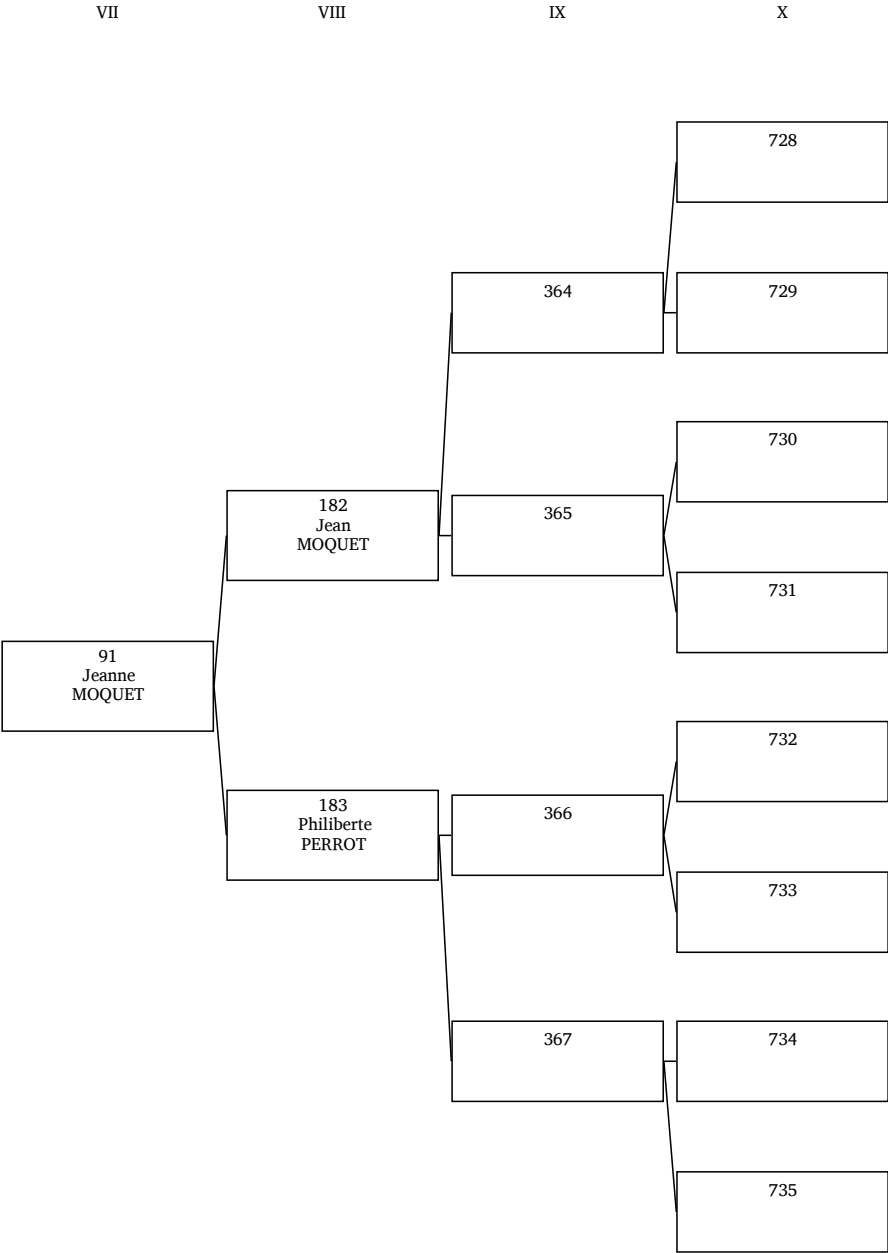 VII VIII IX X
728
364
729
730
182
Jean
MOQUET
365
731
91
Jeanne
MOQUET
732
183
Philiberte
PERROT
366
733
367
734
735